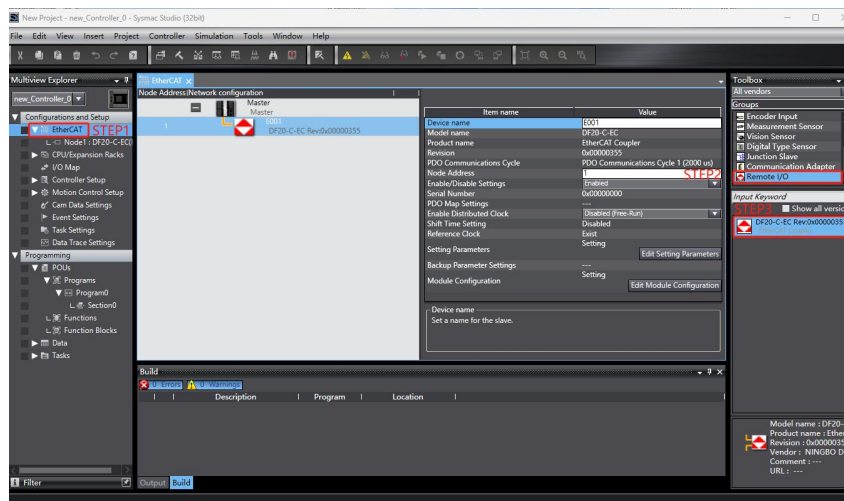 New Project - new_Controller_0 - Sysmac Studio (32bit)
File Edit View Insert Project Controller Simulation Tools Window Help
Multiview Explorer
new_Controller_0
Configurations and Setup
EtherCAT STEP1
Node1 : DF20-C-EC(
CPU/Expansion Racks
I/O Map
Controller Setup
Motion Control Setup
Cam Data Settings
Event Settings
Task Settings
Data Trace Settings
Programming
POUs
Programs
Program0
Section0
Functions
Function Blocks
Data
Tasks
Filter
EtherCAT
Node Address|Network configuration
Master
Master
1
E001
DF20-C-EC Rev:0x00000355
Item name Value
Device name E001
Model name DF20-C-EC
Product name EtherCAT Coupler
Revision 0x00000355
PDO Communications Cycle PDO Communications Cycle 1 (2000 us)
Node Address 1 STEP2
Enable/Disable Settings Enabled
Serial Number 0x00000000
PDO Map Settings ---
Enable Distributed Clock Disabled (Free-Run)
Shift Time Setting Disabled
Reference Clock Exist
Setting Parameters Setting
Edit Setting Parameters
Backup Parameter Settings ---
Module Configuration Setting
Edit Module Configuration
Device name
Set a name for the slave.
Build
0 Errors 0 Warnings
Description Program Location
Output Build
Toolbox
All vendors
Groups
Encoder Input
Measurement Sensor
Vision Sensor
Digital Type Sensor
Junction Slave
Communication Adapter
Remote I/O
Input Keyword
STEP3 Show all versio
DF20-C-EC Rev:0x0000035
EtherCAT Coupler
Model name : DF20-
Product name : Ethe
Revision : 0x0000035
Vendor : NINGBO D
Comment : ---
URL : ---